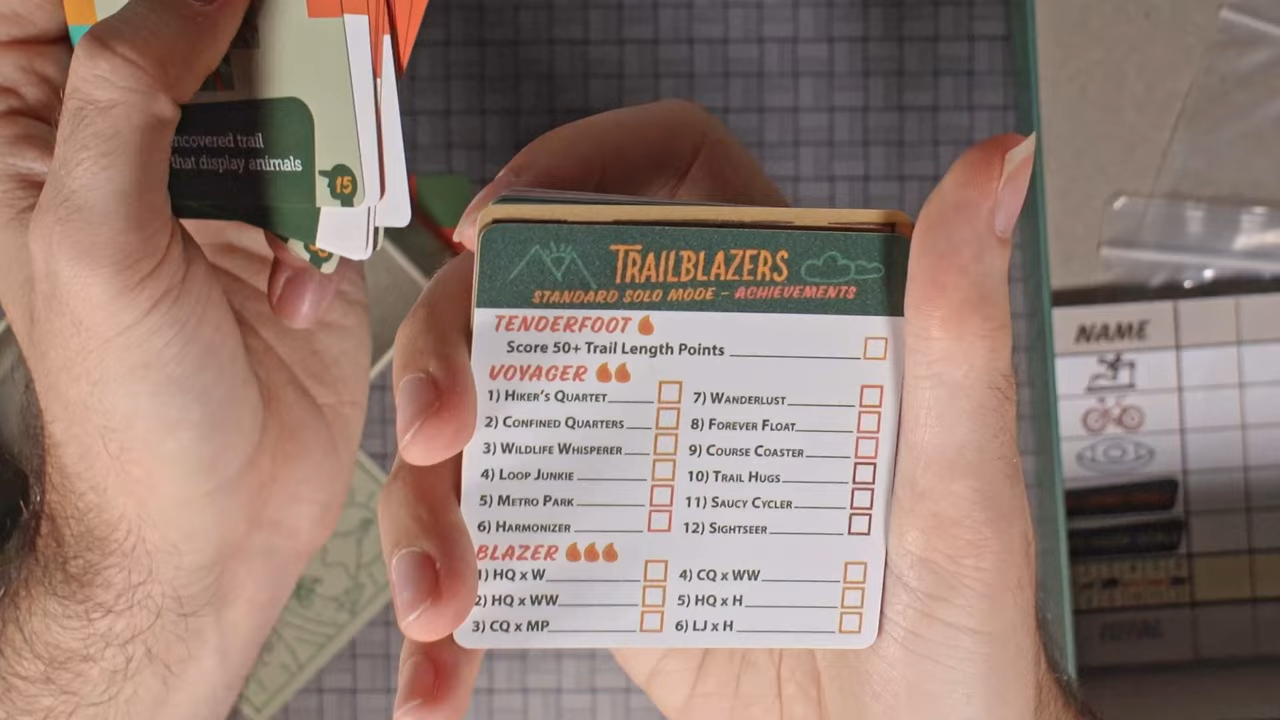 ncovered trail
that display animals
15
TRAILBLAZERS
STANDARD SOLO MODE – ACHIEVEMENTS
TENDERFOOT
Score 50+ Trail Length Points
VOYAGER
1) HIKER'S QUARTET
2) CONFINED QUARTERS
3) WILDLIFE WHISPERER
4) LOOP JUNKIE
5) METRO PARK
6) HARMONIZER
7) WANDERLUST
8) FOREVER FLOAT
9) COURSE COASTER
10) TRAIL HUGS
11) SAUCY CYCLER
12) SIGHTSEER
BLAZER
1) HQ x W
2) HQ x WW
3) CQ x MP
4) CQ x WW
5) HQ x H
6) LJ x H
NAME
TOTAL